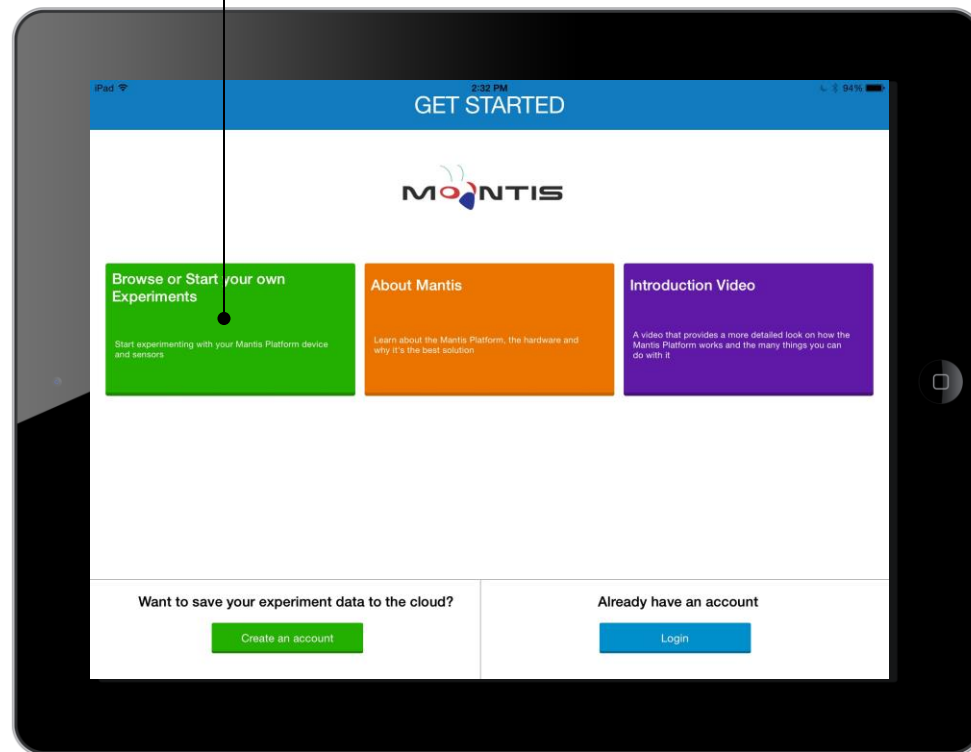 iPad 2:32 PM 94%
GET STARTED
MANTIS
Browse or Start your own
Experiments
Start experimenting with your Mantis Platform device
and sensors
About Mantis
Learn about the Mantis Platform, the hardware and
why it's the best solution
Introduction Video
A video that provides a more detailed look on how the
Mantis Platform works and the many things you can
do with it
Want to save your experiment data to the cloud?
Create an account
Already have an account
Login